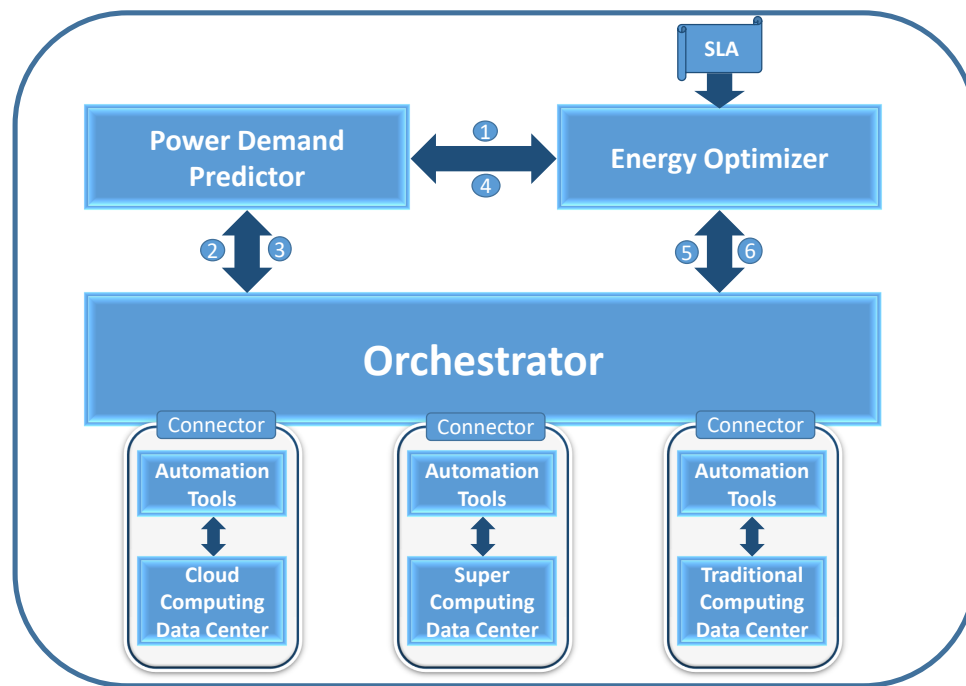 SLA
Power Demand
Predictor
1
4
Energy Optimizer
2
3
5
6
Orchestrator
Connector
Connector
Connector
Automation
Tools
Automation
Tools
Automation
Tools
Cloud
Computing
Data Center
Super
Computing
Data Center
Traditional
Computing
Data Center